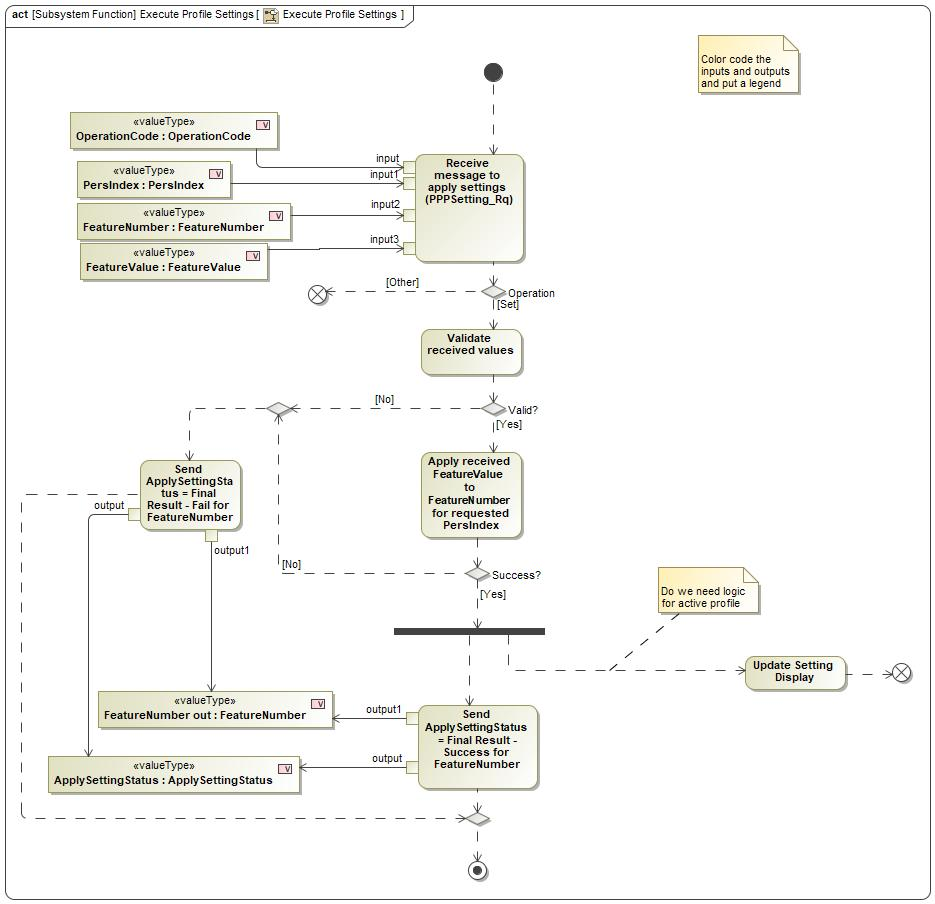 act [Subsystem Function] Execute Profile Settings [ Execute Profile Settings ]
Color code the
inputs and outputs
and put a legend
«valueType»
OperationCode : OperationCode
V
«valueType»
PersIndex : PersIndex
V
«valueType»
FeatureNumber : FeatureNumber
V
«valueType»
FeatureValue : FeatureValue
V
input
input1
input2
input3
Receive
message to
apply settings
(PPPSetting_Rq)
[Other]
Operation
[Set]
Validate
received values
[No]
Valid?
[Yes]
Send
ApplySettingSta
tus = Final
Result - Fail for
FeatureNumber
output
output1
Apply received
FeatureValue
to
FeatureNumber
for requested
PersIndex
[No]
Success?
[Yes]
Do we need logic
for active profile
Update Setting
Display
«valueType»
FeatureNumber out : FeatureNumber
V
output1
Send
ApplySettingStatus
= Final Result -
Success for
FeatureNumber
output
«valueType»
ApplySettingStatus : ApplySettingStatus
V